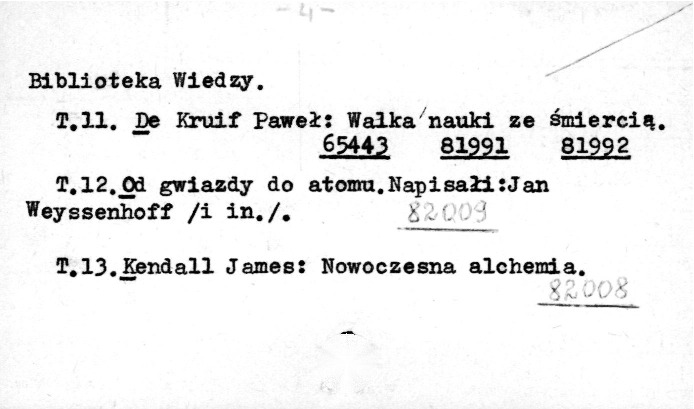 - 4 -
Biblioteka Wiedzy.
T.11. De Kruif Paweł: Walka nauki ze śmiercią.
65443 81991 81992
T.12.Od gwiazdy do atomu.Napisali:Jan
Weyssenhoff /i in./. 82009
T.13.Kendall James: Nowoczesna alchemia.
82008